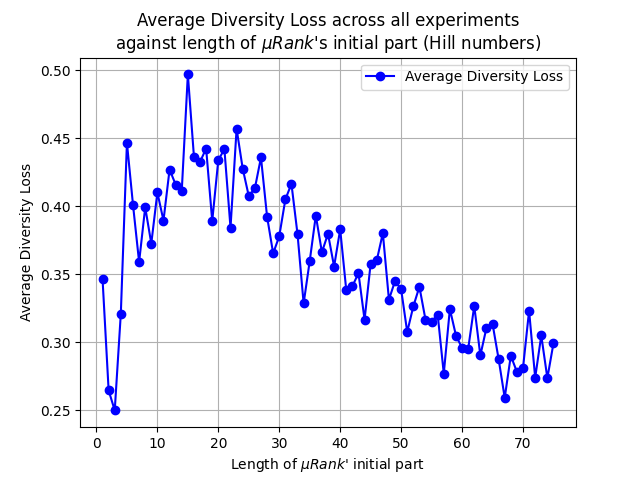 Average Diversity Loss across all experiments
against length of μRank's initial part (Hill numbers)
Average Diversity Loss
0.50
0.45
0.40
0.35
0.30
0.25
Average Diversity Loss
0 10 20 30 40 50 60 70
Length of μRank' initial part